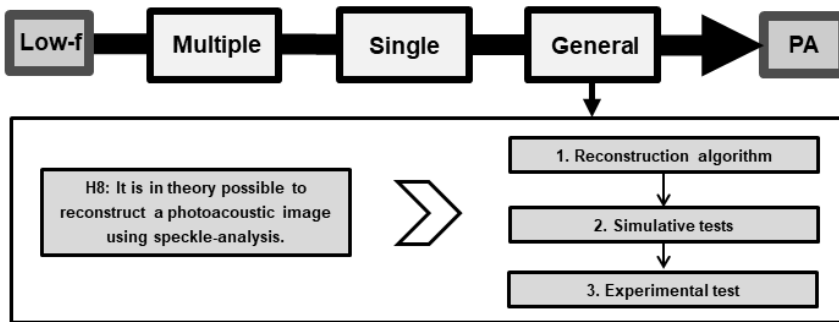 Low-f
Multiple
Single
General
PA
H8: It is in theory possible to
reconstruct a photoacoustic image
using speckle-analysis.
1. Reconstruction algorithm
2. Simulative tests
3. Experimental test